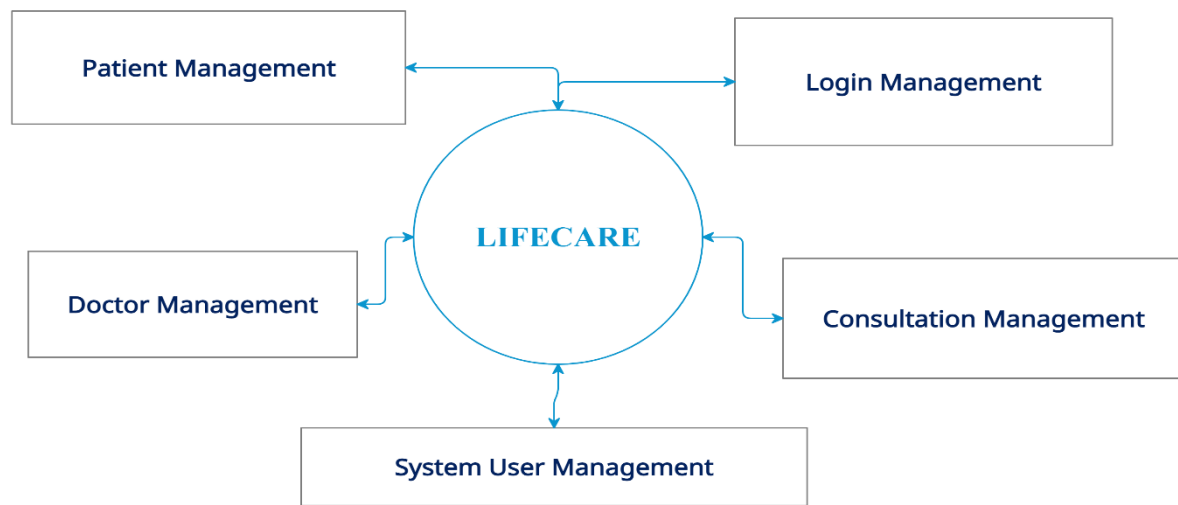 Patient Management
Login Management
LIFECARE
Doctor Management
Consultation Management
System User Management